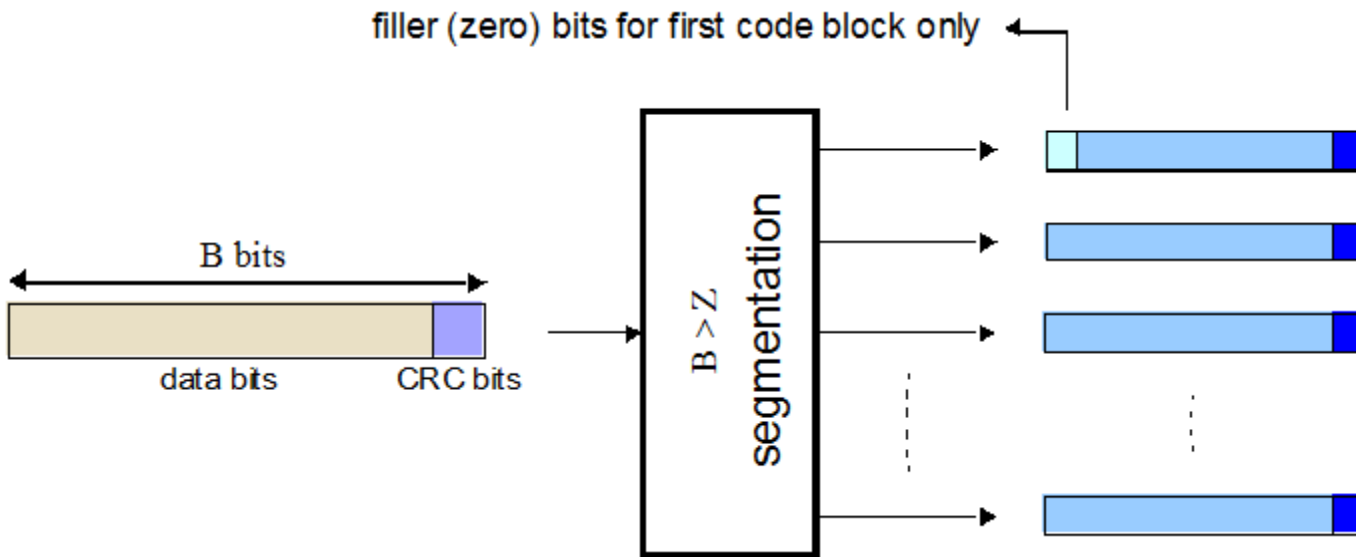 filler (zero) bits for first code block only
B bits
data bits
CRC bits
B > Z
segmentation